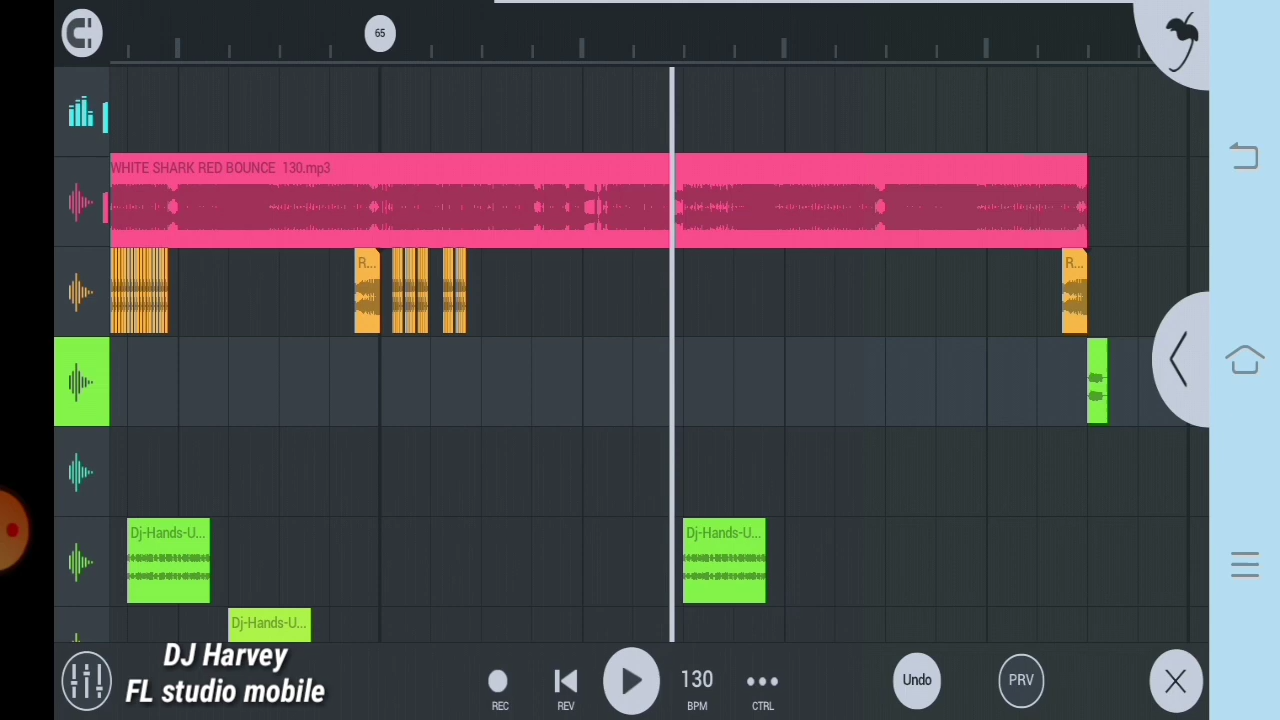 65
WHITE SHARK RED BOUNCE 130.mp3
R...
R...
Dj-Hands-U...
Dj-Hands-U...
Dj-Hands-U...
DJ Harvey
FL studio mobile
REC
REV
130
BPM
CTRL
Undo
PRV